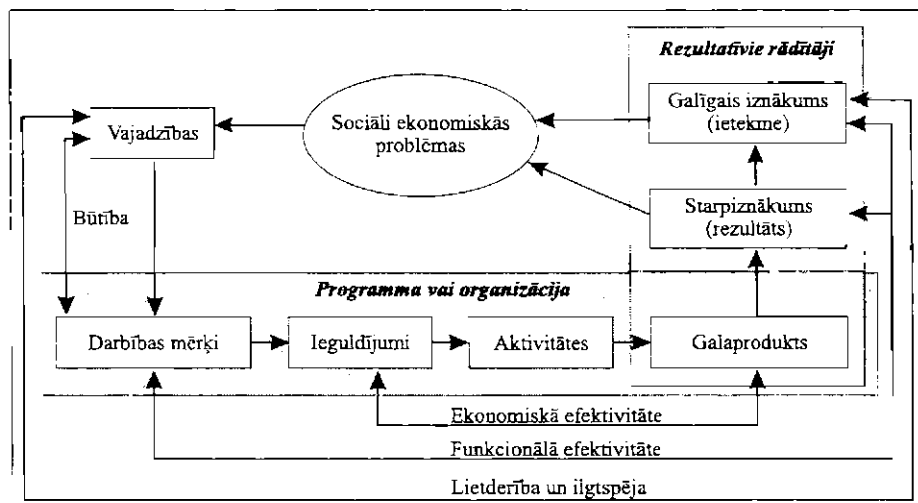 Rezultatīvie rādītāji
Galīgais iznākums
(ietekme)
Sociāli ekonomiskās
problēmas
Vajadzības
Starpiznākums
(rezultāts)
Būtība
Programma vai organizācija
Darbības mērķi
Ieguldījumi
Aktivitātes
Galaprodukts
Ekonomiskā efektivitāte
Funkcionālā efektivitāte
Lietderība un ilgtspēja